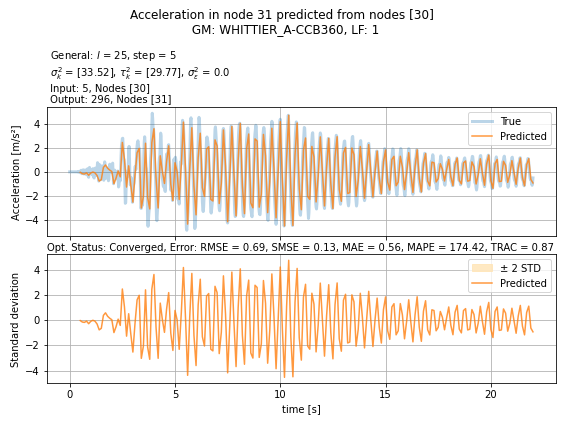 Acceleration in node 31 predicted from nodes [30]
GM: WHITTIER_A-CCB360, LF: 1
General: l = 25, step = 5
σ²ₖ = [33.52], τ²ₖ = [29.77], σ²ε = 0.0
Input: 5, Nodes [30]
Output: 296, Nodes [31]
Acceleration [m/s²]
4
2
0
−2
−4
True
Predicted
Opt. Status: Converged, Error: RMSE = 0.69, SMSE = 0.13, MAE = 0.56, MAPE = 174.42, TRAC = 0.87
Standard deviation
4
2
0
−2
−4
± 2 STD
Predicted
0
5
10
15
20
time [s]